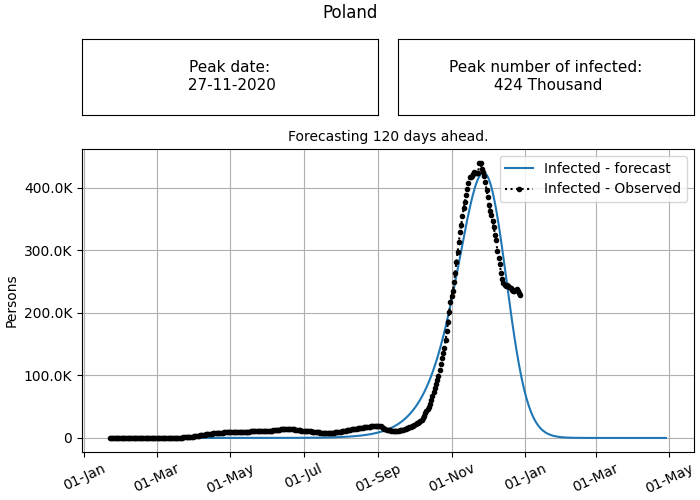 Poland
Peak date:
27-11-2020
Peak number of infected:
424 Thousand
Forecasting 120 days ahead.
Infected - forecast
Infected - Observed
400.0K
300.0K
200.0K
100.0K
0
Persons
01-Jan
01-Mar
01-May
01-Jul
01-Sep
01-Nov
01-Jan
01-Mar
01-May